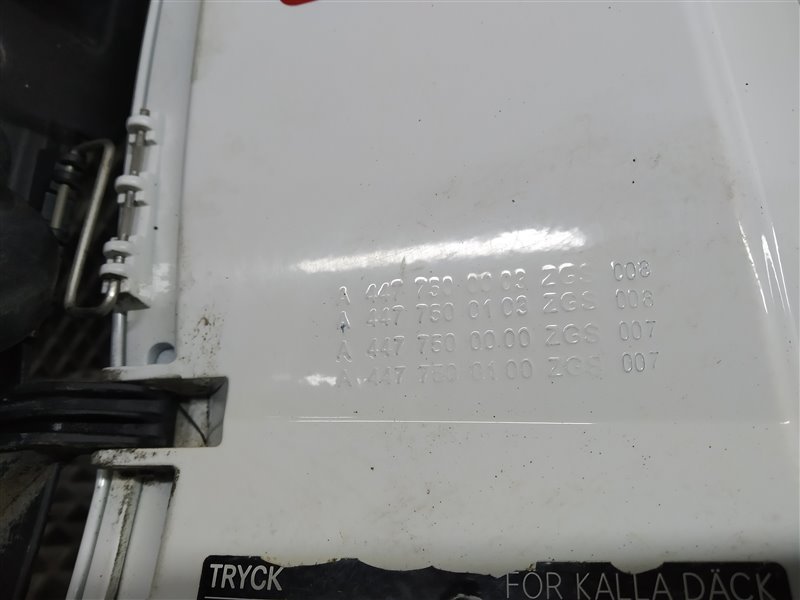 A 447 750 00 03 ZGS 008
A 447 750 01 03 ZGS 008
A 447 750 00 00 ZGS 007
A 447 750 01 00 ZGS 007
TRYCK FÖR KALLA DÄCK